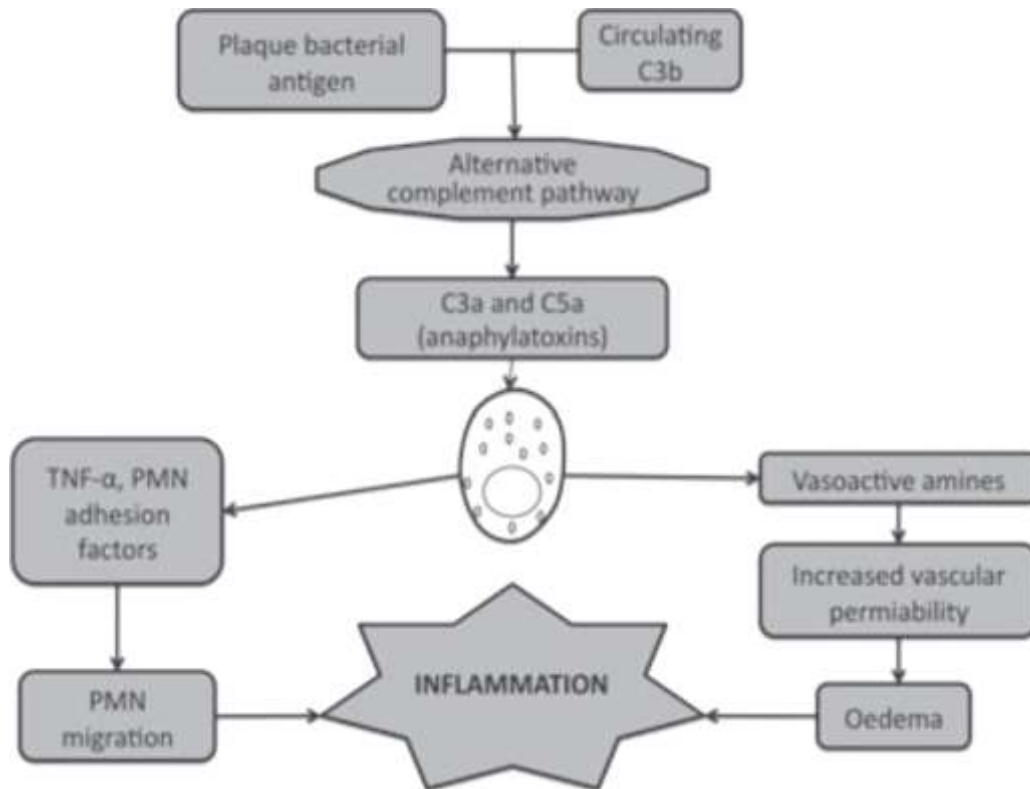 Plaque bacterial
antigen
Circulating
C3b
Alternative
complement pathway
C3a and C5a
(anaphylatoxins)
TNF-α, PMN
adhesion
factors
Vasoactive amines
Increased vascular
permiability
PMN
migration
INFLAMMATION
Oedema